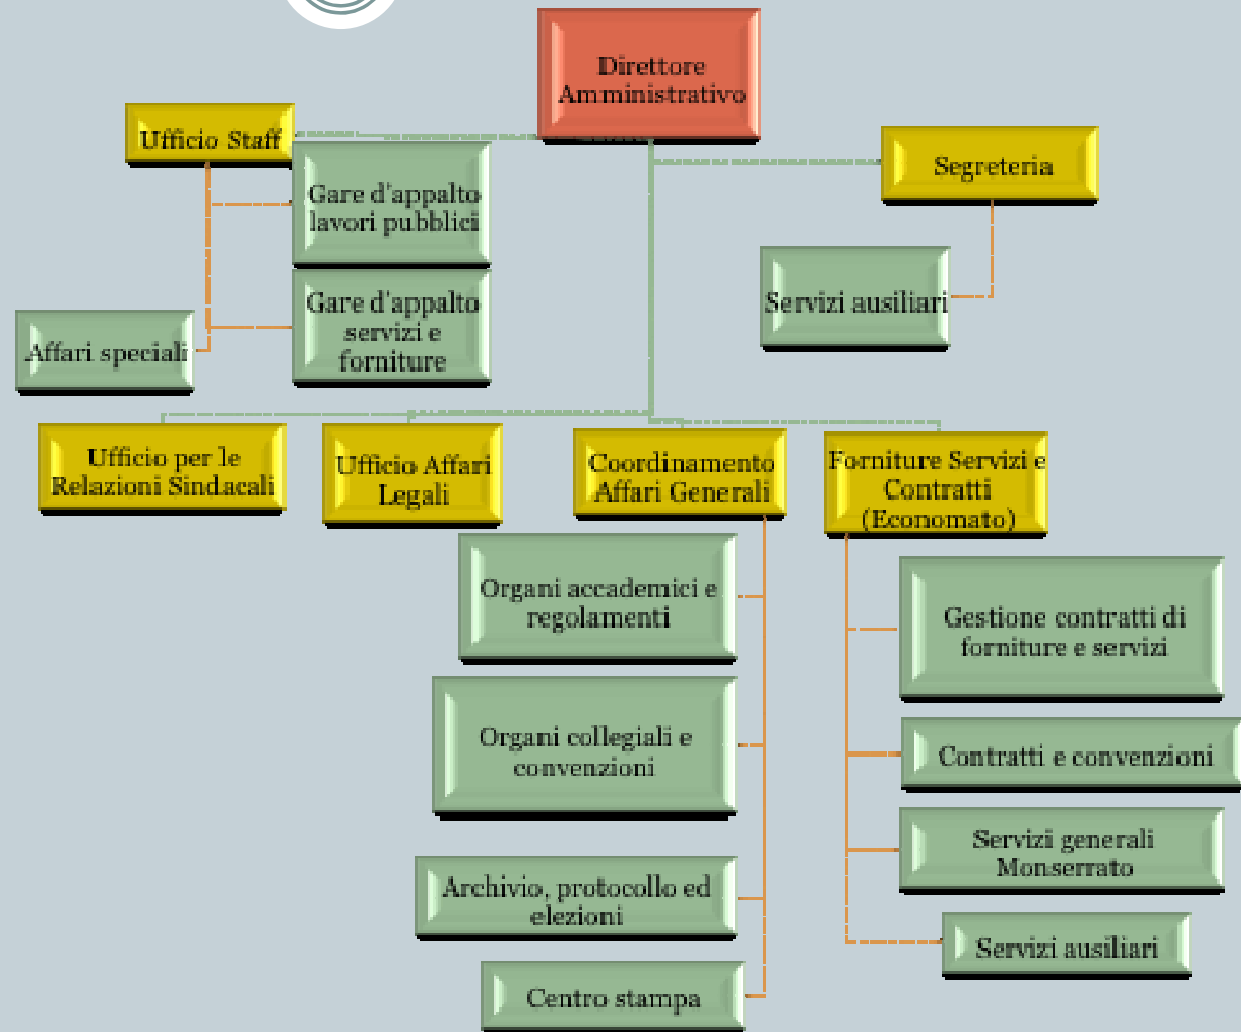 Direttore
Amministrativo
Ufficio Staff
Segreteria
Gare d'appalto
lavori pubblici
Servizi ausiliari
Gare d'appalto
servizi e
forniture
Affari speciali
Ufficio per le
Relazioni Sindacali
Ufficio Affari
Legali
Coordinamento
Affari Generali
Forniture Servizi e
Contratti
(Economato)
Organi accademici e
regolamenti
Organi collegiali e
convenzioni
Archivio, protocollo ed
elezioni
Centro stampa
Gestione contratti di
forniture e servizi
Contratti e convenzioni
Servizi generali
Monserrato
Servizi ausiliari